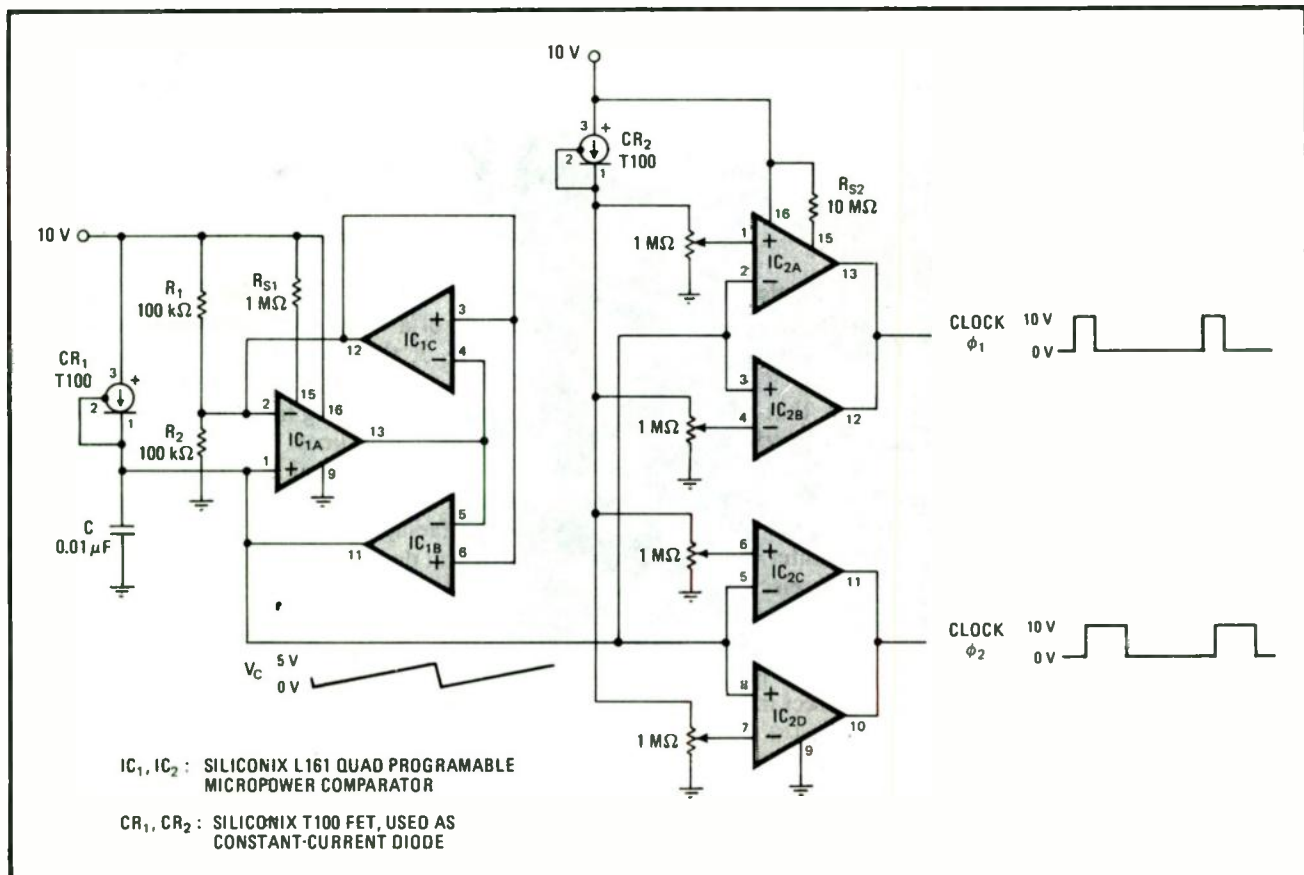 10 V
3 +
CR2
T100
2
1
16
RS2
10 MΩ
15
1 MΩ
1
+
IC2A
13
2
−
10 V
R1
100 kΩ
RS1
1 MΩ
3
+
IC1C
12
4
−
CLOCK
φ1
10 V
0 V
CR1
T100
3 +
2
1
15
16
2
−
IC1A
13
R2
100 kΩ
1
+
9
3
+
IC2B
12
1 MΩ
4
−
C
0.01 μF
5
−
IC1B
11
6
+
1 MΩ
6
+
IC2C
11
5
−
CLOCK
φ2
10 V
0 V
VC
5 V
0 V
8
+
IC2D
10
1 MΩ
7
−
9
IC1, IC2 : SILICONIX L161 QUAD PROGRAMABLE
MICROPOWER COMPARATOR
CR1, CR2 : SILICONIX T100 FET, USED AS
CONSTANT-CURRENT DIODE